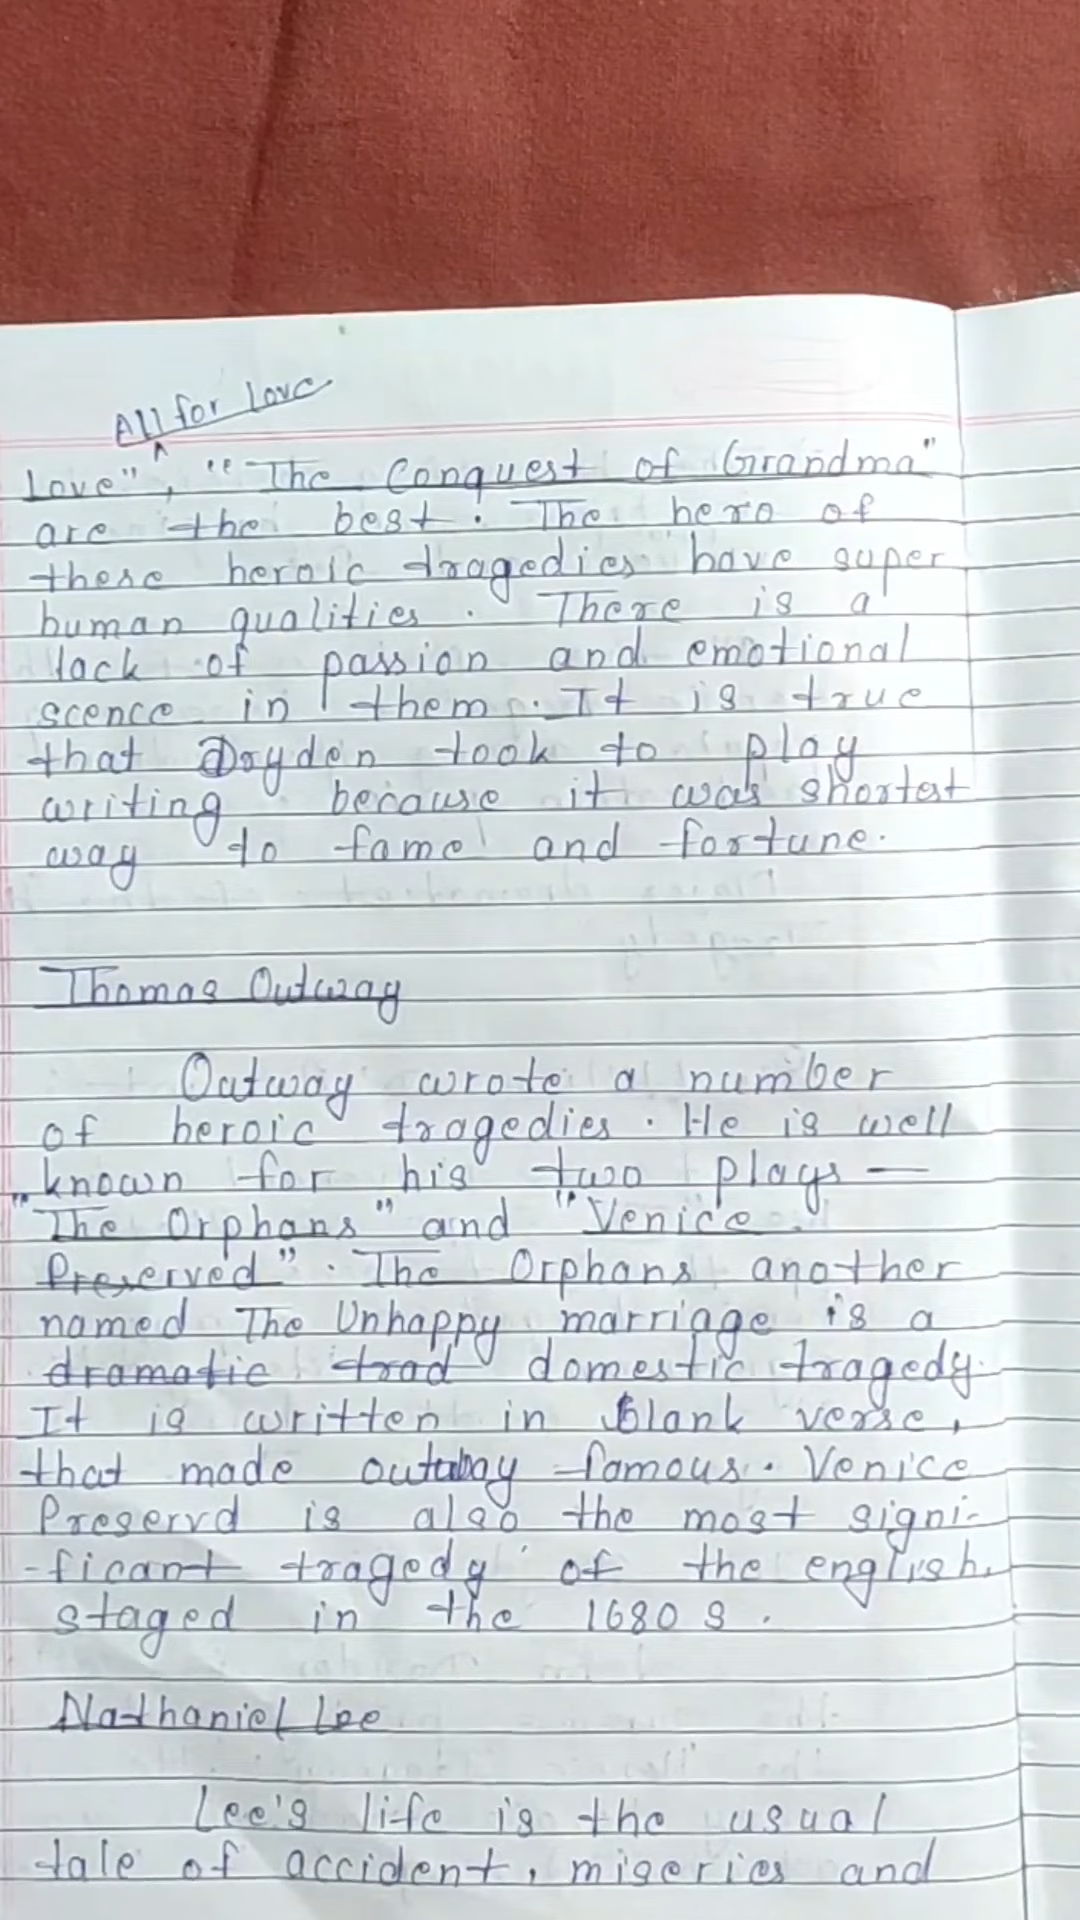 All for Love
Love", "The Conquest of Grandma"
are the best. The hero of
these heroic tragedies have super
human qualities. There is a
lack of passion and emotional
scence in them. It is true
that Dryden took to play
writing because it was shortest
way to fame and fortune.
Thomas Outway
Outway wrote a number
of heroic tragedies. He is well
known for his two plays —
"The Orphans" and "Venice
Preserved". The Orphans another
named The Unhappy marriage is a
dramatic trad domestic tragedy.
It is written in blank verse,
that made outway famous. Venice
Preservd is also the most signi-
-ficant tragedy of the english
staged in the 1680s.
Nathaniel Lee
Lee's life is the usual
tale of accident, miseries and